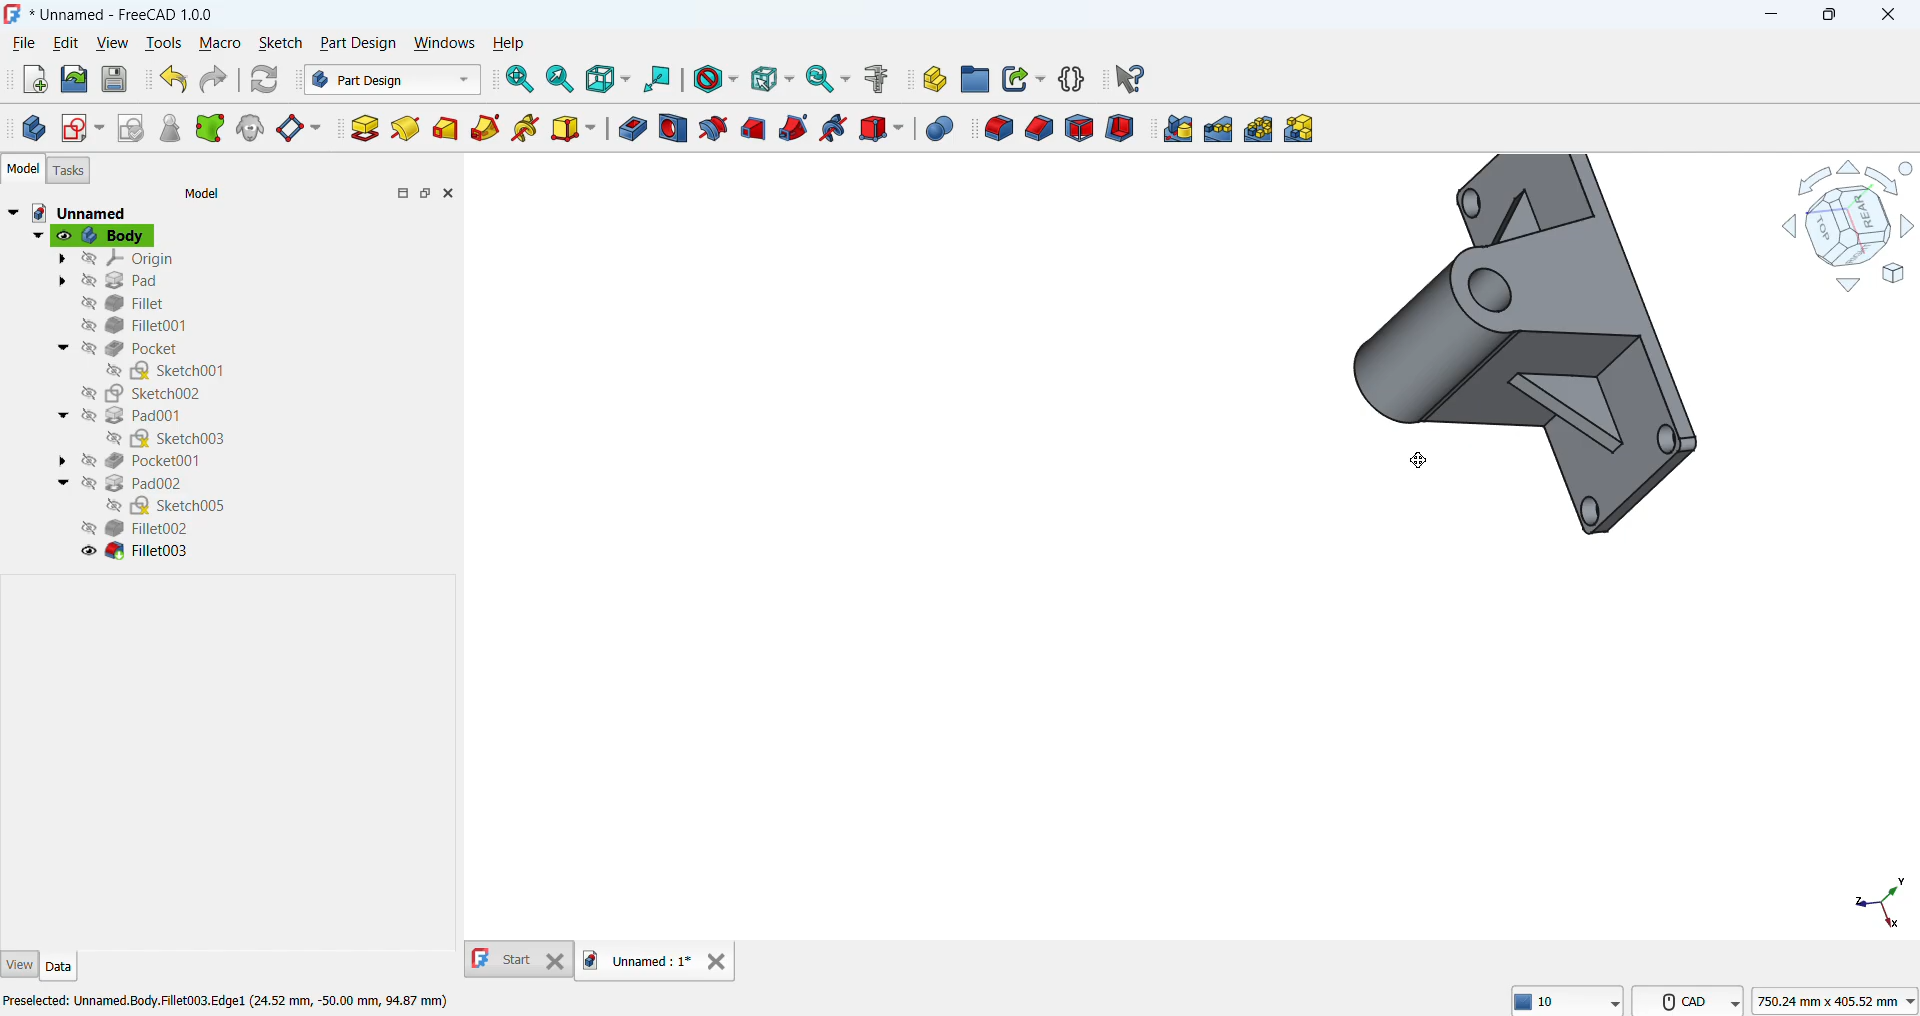 * Unnamed - FreeCAD 1.0.0
File Edit View Tools Macro Sketch Part Design Windows Help
Part Design
Model Tasks
Model
Unnamed
Body
Origin
Pad
Fillet
Fillet001
Pocket
Sketch001
Sketch002
Pad001
Sketch003
Pocket001
Pad002
Sketch005
Fillet002
Fillet003
TOP
REAR
Y
Z
X
View Data
Start
Unnamed : 1*
Preselected: Unnamed.Body.Fillet003.Edge1 (24.52 mm, -50.00 mm, 94.87 mm)
10
CAD
750.24 mm x 405.52 mm